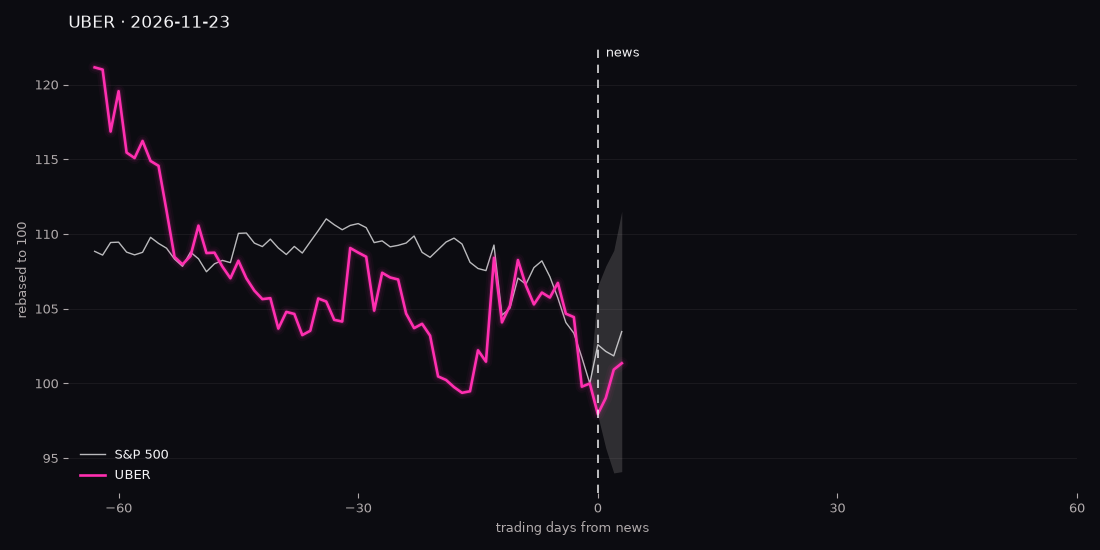 UBER · 2026-11-23
news
120
115
110
105
100
95
rebased to 100
S&P 500
UBER
−60
−30
0
30
60
trading days from news